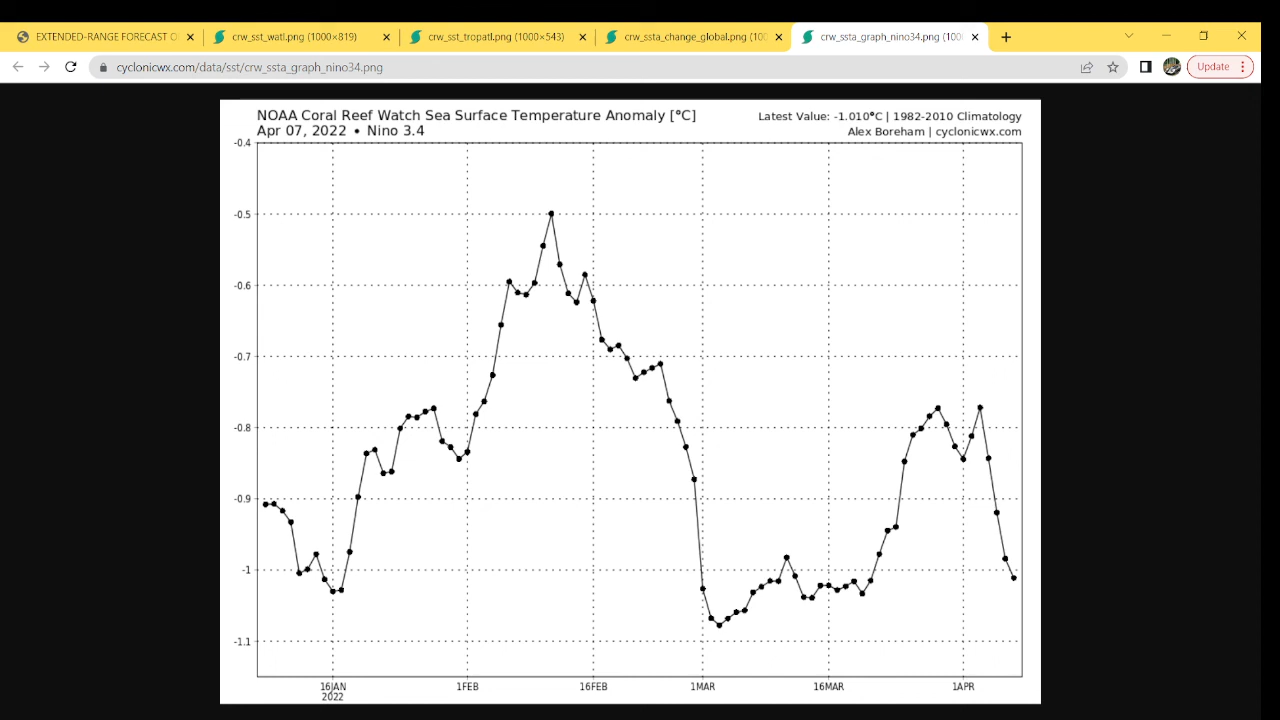 EXTENDED-RANGE FORECAST O
crw_sst_watl.png (1000×819)
crw_sst_tropatl.png (1000×543)
crw_ssta_change_global.png (100
crw_ssta_graph_nino34.png (100
cyclonicwx.com/data/sst/crw_ssta_graph_nino34.png
Update
NOAA Coral Reef Watch Sea Surface Temperature Anomaly [°C]
Latest Value: -1.010°C | 1982-2010 Climatology
Apr 07, 2022 • Nino 3.4
Alex Boreham | cyclonicwx.com
-0.4
-0.5
-0.6
-0.7
-0.8
-0.9
-1
-1.1
16JAN
2022
1FEB
16FEB
1MAR
16MAR
1APR